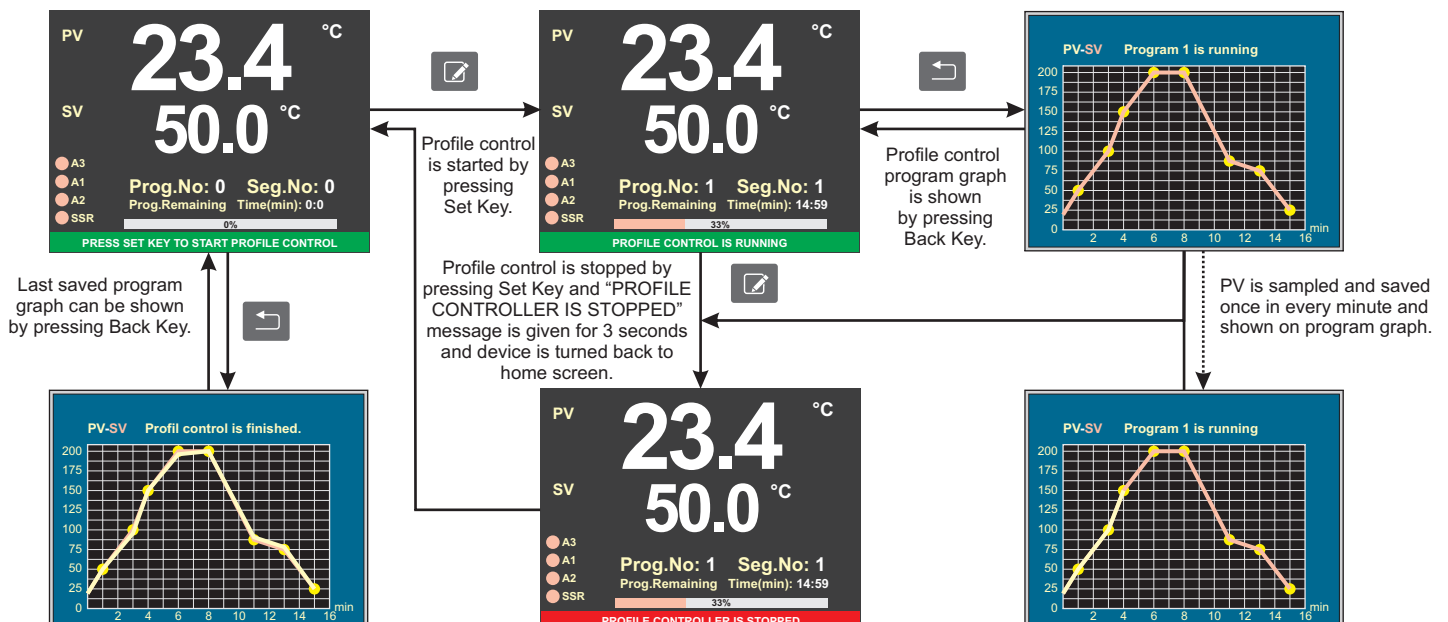 PV
23.4 °C
SV
50.0 °C
A3
A1
A2
SSR
Prog.No: 0 Seg.No: 0
Prog.Remaining Time(min): 0:0
0%
PRESS SET KEY TO START PROFILE CONTROL
Profile control
is started by
pressing
Set Key.
PV
23.4 °C
SV
50.0 °C
A3
A1
A2
SSR
Prog.No: 1 Seg.No: 1
Prog.Remaining Time(min): 14:59
33%
PROFILE CONTROL IS RUNNING
Profile control
program graph
is shown
by pressing
Back Key.
PV-SV Program 1 is running
200
175
150
125
100
75
50
25
0
2 4 6 8 10 12 14 16 min
Last saved program
graph can be shown
by pressing Back Key.
Profile control is stopped by
pressing Set Key and “PROFILE
CONTROLLER IS STOPPED”
message is given for 3 seconds
and device is turned back to
home screen.
PV is sampled and saved
once in every minute and
shown on program graph.
PV-SV Profil control is finished.
200
175
150
125
100
75
50
25
0
2 4 6 8 10 12 14 16 min
PV
23.4 °C
SV
50.0 °C
A3
A1
A2
SSR
Prog.No: 1 Seg.No: 1
Prog.Remaining Time(min): 14:59
33%
PROFILE CONTROLLER IS STOPPED
PV-SV Program 1 is running
200
175
150
125
100
75
50
25
0
2 4 6 8 10 12 14 16 min